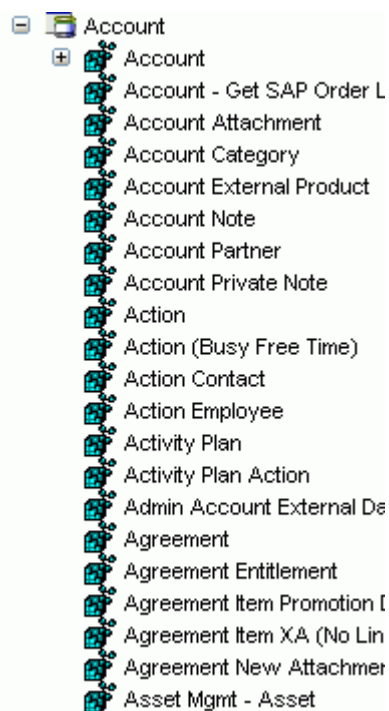 Account
Account
Account - Get SAP Order L
Account Attachment
Account Category
Account External Product
Account Note
Account Partner
Account Private Note
Action
Action (Busy Free Time)
Action Contact
Action Employee
Activity Plan
Activity Plan Action
Admin Account External Da
Agreement
Agreement Entitlement
Agreement Item Promotion D
Agreement Item XA (No Lin
Agreement New Attachmen
Asset Mgmt - Asset